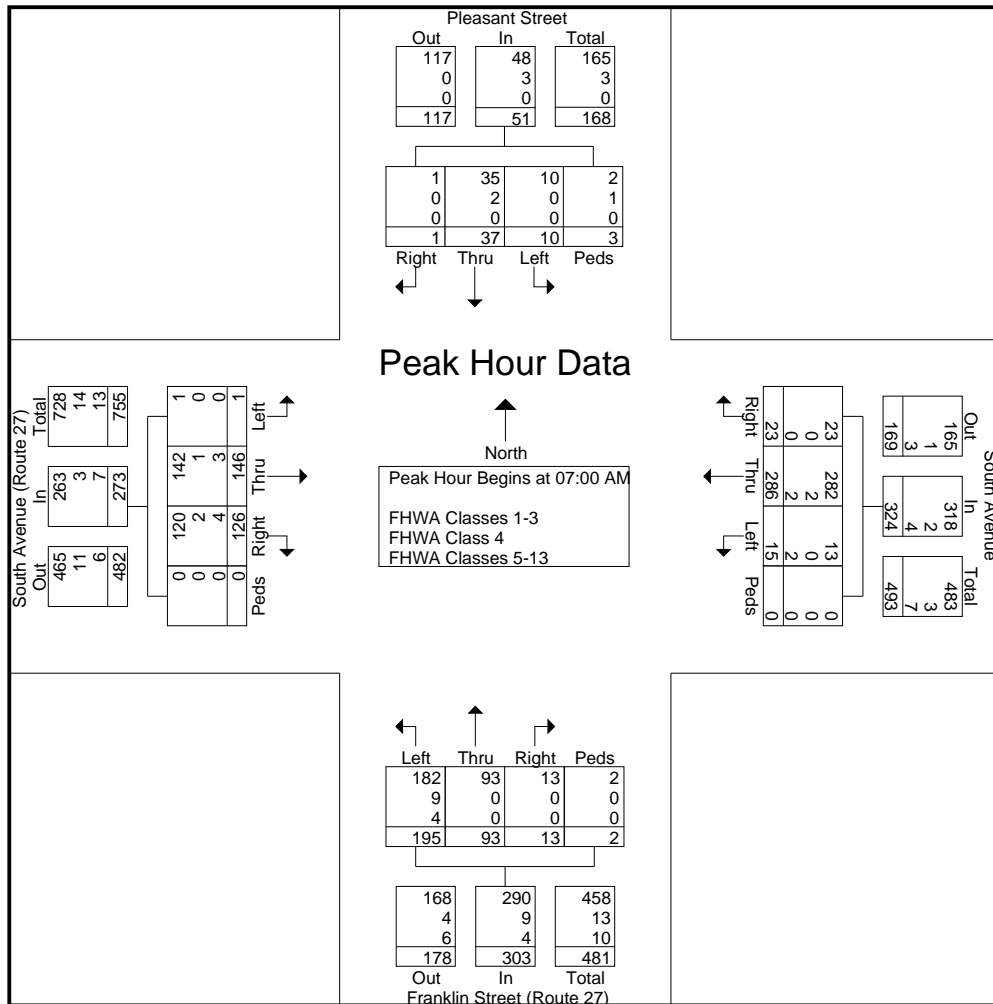 Pleasant Street
Out In Total
117 48 165
0 3 3
0 0 0
117 51 168
1 35 10 2
0 2 0 1
0 0 0 0
1 37 10 3
Right Thru Left Peds
Peak Hour Data
North
Peak Hour Begins at 07:00 AM
FHWA Classes 1-3
FHWA Class 4
FHWA Classes 5-13
South Avenue (Route 27)
Out In Total
465 263 728
11 3 14
6 7 13
482 273 755
Peds Right Thru Left
0 120 142 1
0 2 1 0
0 4 3 0
0 126 146 1
South Avenue
Out In Total
165 318 483
1 2 3
3 4 7
169 324 493
Right Thru Left Peds
23 282 13 0
0 2 0 0
0 2 2 0
23 286 15 0
Left Thru Right Peds
182 93 13 2
9 0 0 0
4 0 0 0
195 93 13 2
168 290 458
4 9 13
6 4 10
178 303 481
Out In Total
Franklin Street (Route 27)